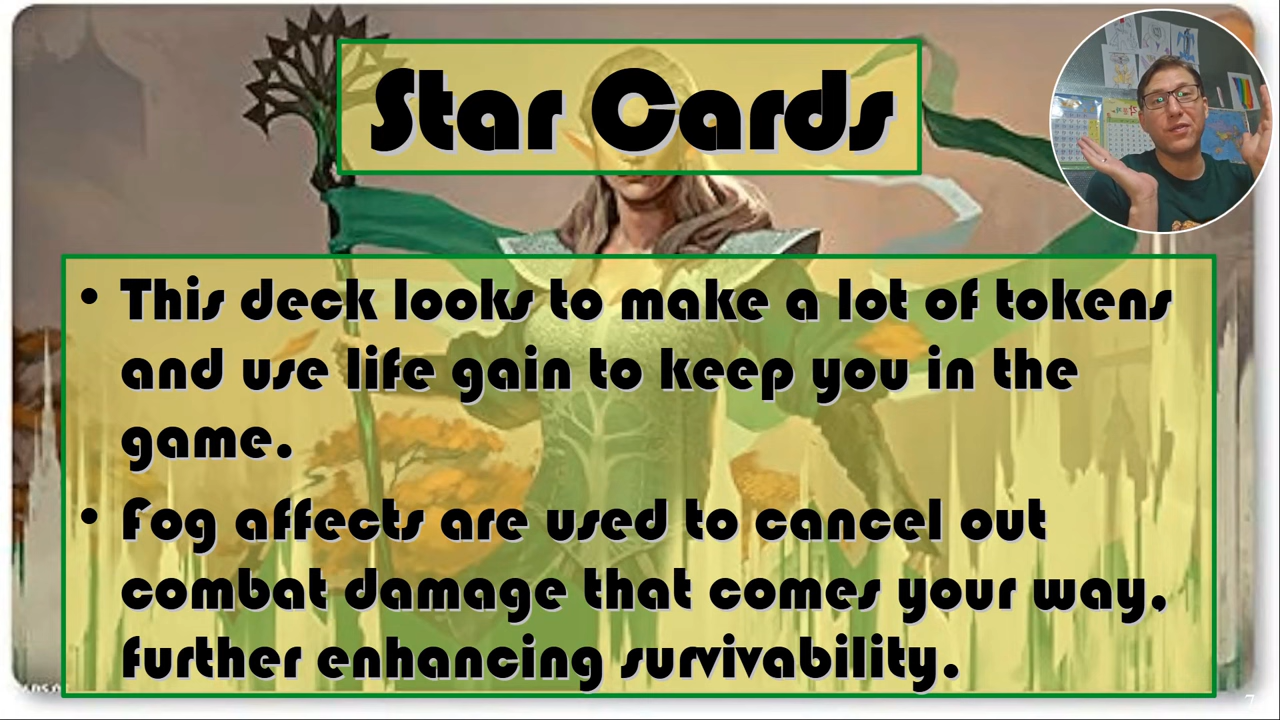 Star Cards
• This deck looks to make a lot of tokens
and use life gain to keep you in the
game.
• Fog affects are used to cancel out
combat damage that comes your way,
further enhancing survivability.
7